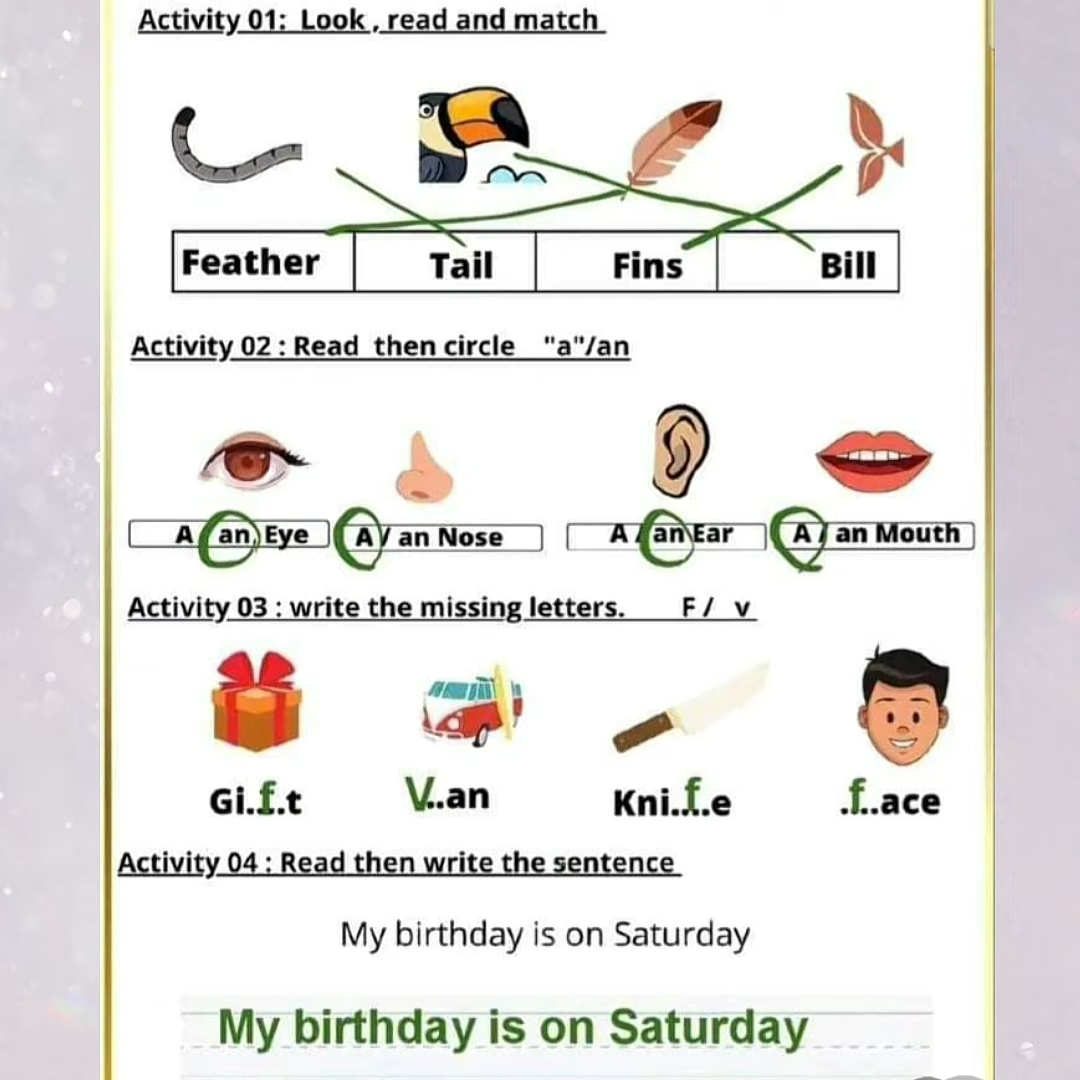 Activity 01: Look , read and match
Feather Tail Fins Bill
Activity 02 : Read then circle "a"/an
A / an Eye A / an Nose A / an Ear A / an Mouth
Activity 03 : write the missing letters. F / v
Gi..f.t V..an Kni..f.e .f..ace
Activity 04 : Read then write the sentence
My birthday is on Saturday
My birthday is on Saturday